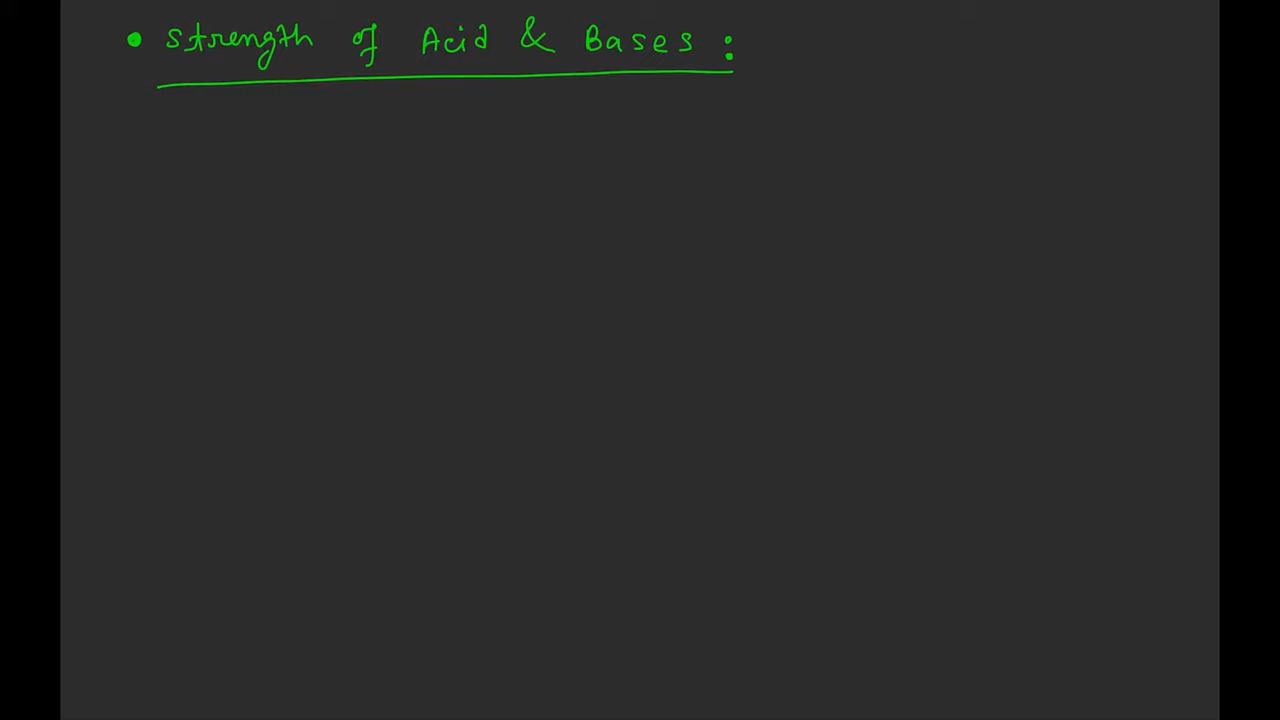 • Strength of Acid & Bases :